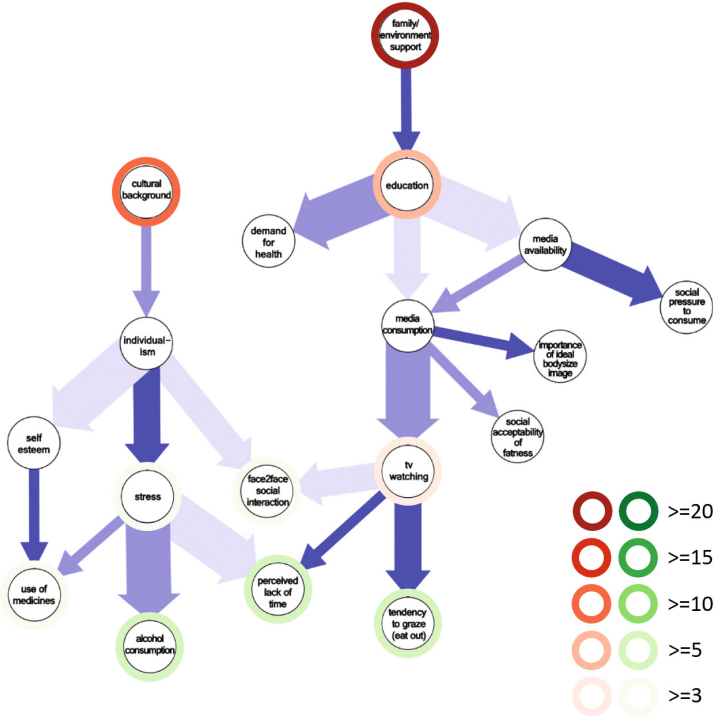 family/
environment
support
cultural
background
education
demand
for
health
media
availability
social
pressure to
consume
media
consumption
individual-
ism
importance
of ideal
bodysize
image
social
acceptability
of
fatness
self
esteem
tv
watching
stress
face2face
social
interaction
use of
medicines
perceived
lack of
time
tendency
to graze
(eat out)
alcohol
consumption
>=20
>=15
>=10
>=5
>=3